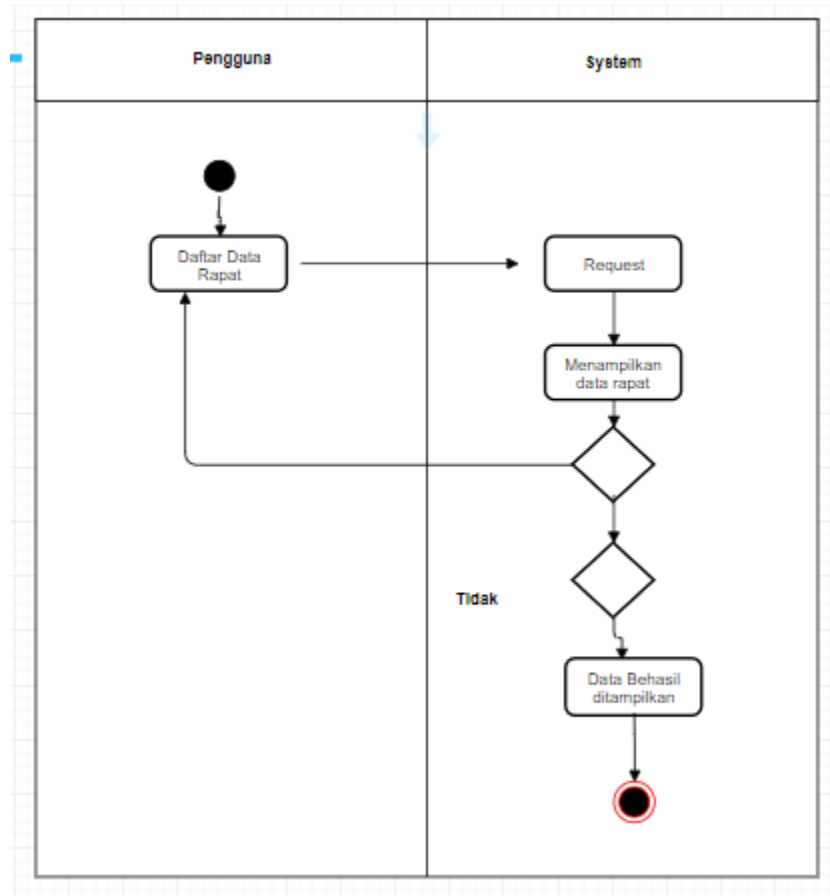 Pengguna
System
Daftar Data
Rapat
Request
Menampilkan
data rapat
Tidak
Data Behasil
ditampilkan